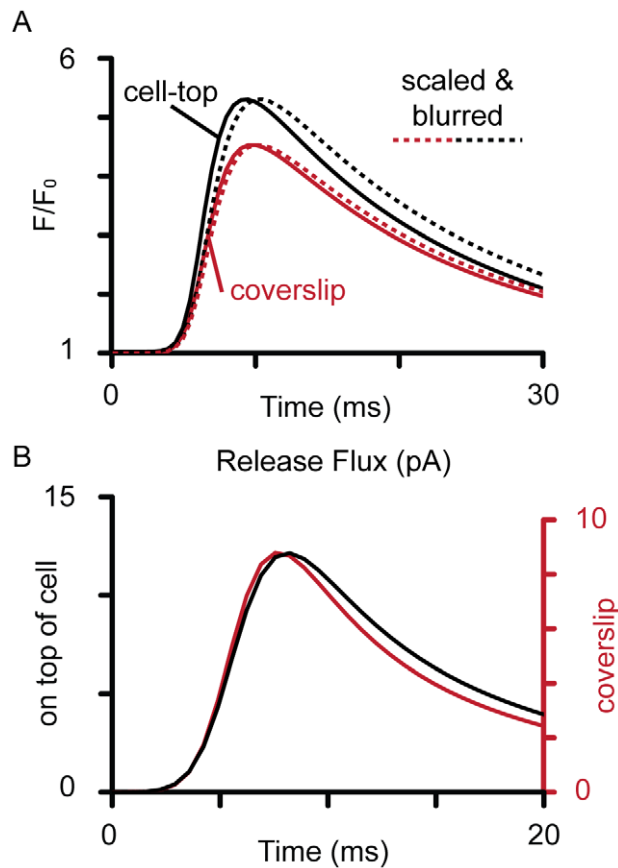 A
6
cell-top
scaled &
blurred
F/F₀
coverslip
1
0
30
Time (ms)
B
Release Flux (pA)
15
10
on top of cell
coverslip
0
0
0
20
Time (ms)